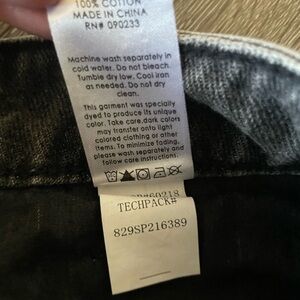 100% COTTON
MADE IN CHINA
RN# 090233
Machine wash separately in
cold water. Do not bleach.
Tumble dry low. Cool iron
as needed. Do not dry
clean.
This garment was specially
dyed to produce its unique
color. Take care,dark colors
may transfer onto light
colored clothing or other
items. To minimize fading,
please wash separately and
follow care instructions.
#60218
TECHPACK#
829SP216389